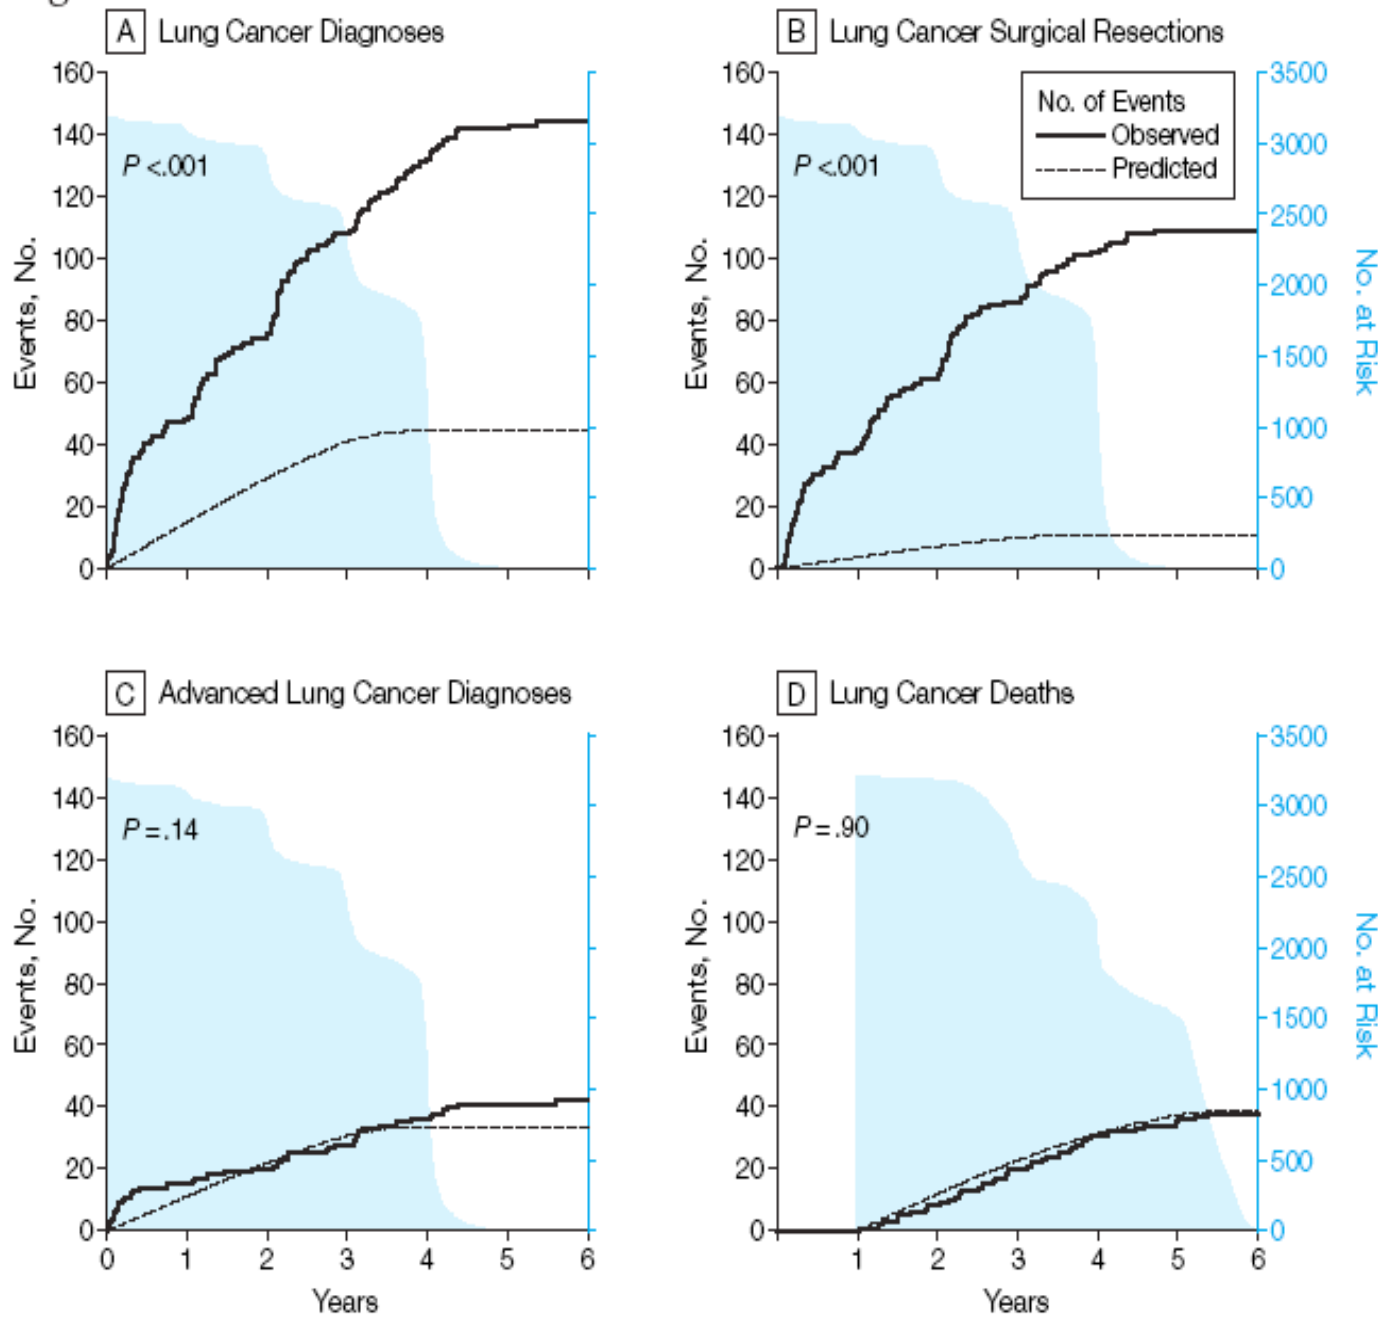 A Lung Cancer Diagnoses
160
140
120
100
80
60
40
20
0
Events, No.
P <.001
B Lung Cancer Surgical Resections
160
140
120
100
80
60
40
20
0
Events, No.
P <.001
No. of Events
Observed
Predicted
3500
3000
2500
2000
1500
1000
500
0
No. at Risk
C Advanced Lung Cancer Diagnoses
160
140
120
100
80
60
40
20
0
Events, No.
P = .14
0 1 2 3 4 5 6
Years
D Lung Cancer Deaths
160
140
120
100
80
60
40
20
0
Events, No.
P = .90
3500
3000
2500
2000
1500
1000
500
0
No. at Risk
1 2 3 4 5 6
Years